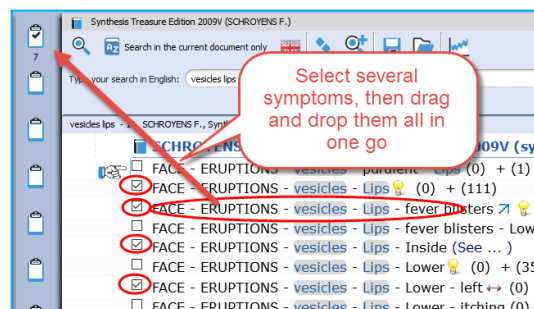 Synthesis Treasure Edition 2009V (SCHROYENS F.)
7
Search in the current document only
your search in English: vesicles lips
Select several
symptoms, then drag
and drop them all in
one go
vesicles lips - SCHROYENS F.,
SCHROYENS 009V (sy
FACE - ERUPTIONS - vesicles - purulent - Lips (0) + (1)
FACE - ERUPTIONS - vesicles - Lips (0) + (111)
FACE - ERUPTIONS - vesicles - Lips - fever blisters
FACE - ERUPTIONS - vesicles - Lips - fever blisters - Low
FACE - ERUPTIONS - vesicles - Lips - Inside (See ... )
FACE - ERUPTIONS - vesicles - Lips - Lower (0) + (35
FACE - ERUPTIONS - vesicles - Lips - Lower - left ↔ (0)
FACE - ERUPTIONS - vesicles - Lips - Lower - itching (0)